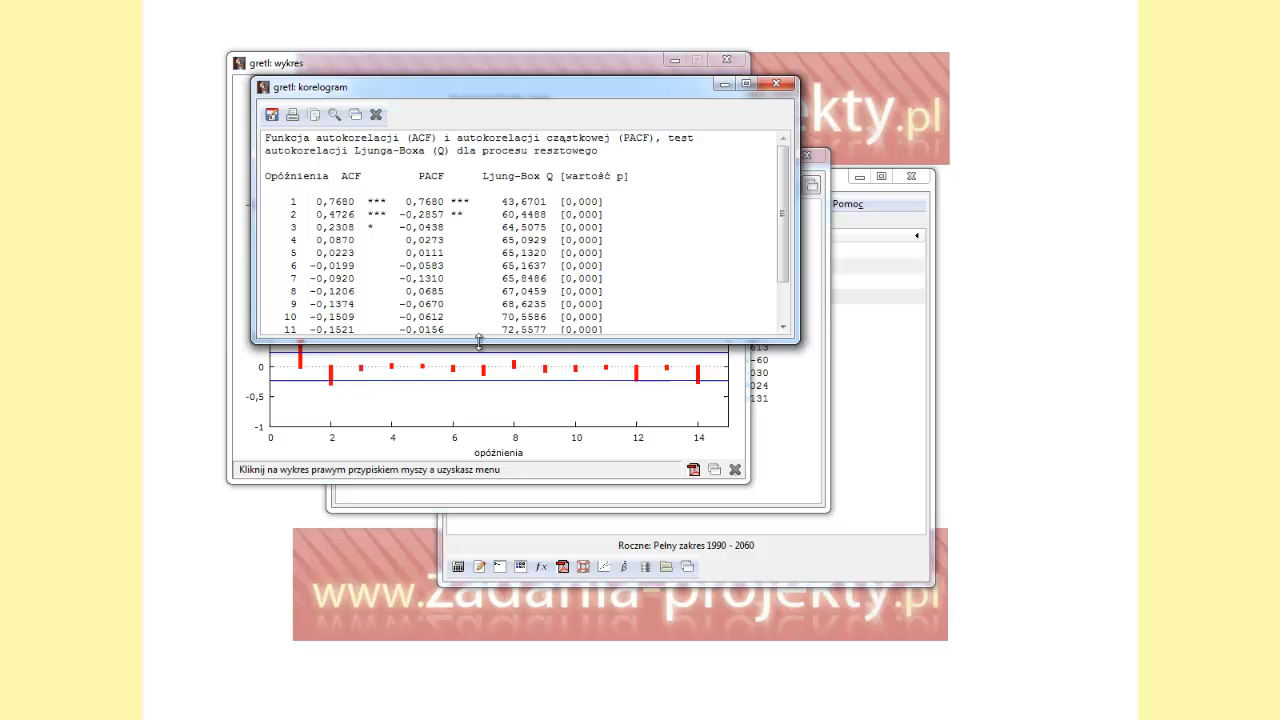 gretl: wykres
gretl: korelogram
kty.pl
Funkcja autokorelacji (ACF) i autokorelacji cząstkowej (PACF), test
autokorelacji Ljunga-Boxa (Q) dla procesu resztowego
Opóźnienia ACF PACF Ljung-Box Q [wartość p]
1 0,7680 *** 0,7680 *** 43,6701 [0,000]
2 0,4726 *** -0,2857 ** 60,4488 [0,000]
3 0,2308 * -0,0438 64,5075 [0,000]
4 0,0870 0,0273 65,0929 [0,000]
5 0,0223 0,0111 65,1320 [0,000]
6 -0,0199 -0,0583 65,1637 [0,000]
7 -0,0920 -0,1310 65,8486 [0,000]
8 -0,1206 0,0685 67,0459 [0,000]
9 -0,1374 -0,0670 68,6235 [0,000]
10 -0,1509 -0,0612 70,5586 [0,000]
11 -0,1521 -0,0156 72,5577 [0,000]
Pomoc
613
-60
030
024
131
0
-0,5
-1
0 2 4 6 8 10 12 14
opóźnienia
Kliknij na wykres prawym przypiskiem myszy a uzyskasz menu
Roczne: Pełny zakres 1990 - 2060
www.zadania-projekty.pl